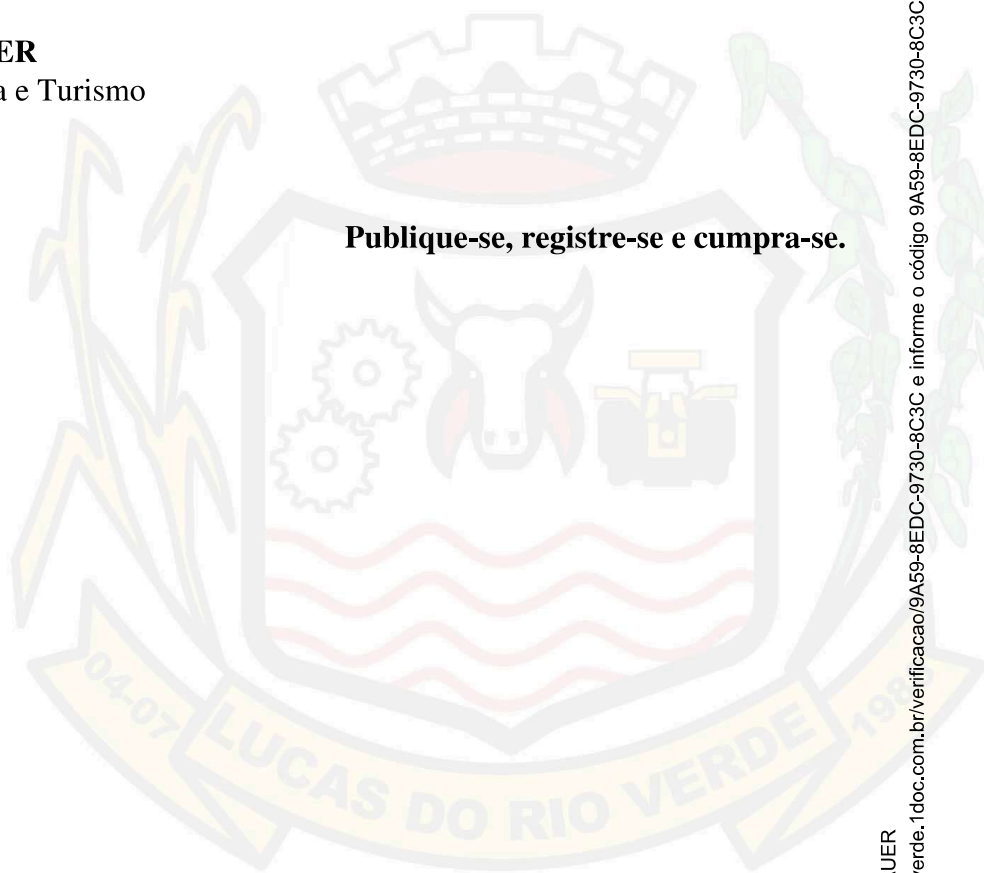 ER
a e Turismo
Publique-se, registre-se e cumpra-se.
04-07 LUCAS DO RIO VERDE 1988
UER
verde.1doc.com.br/verificacao/9A59-8EDC-9730-8C3C e informe o código 9A59-8EDC-9730-8C3C